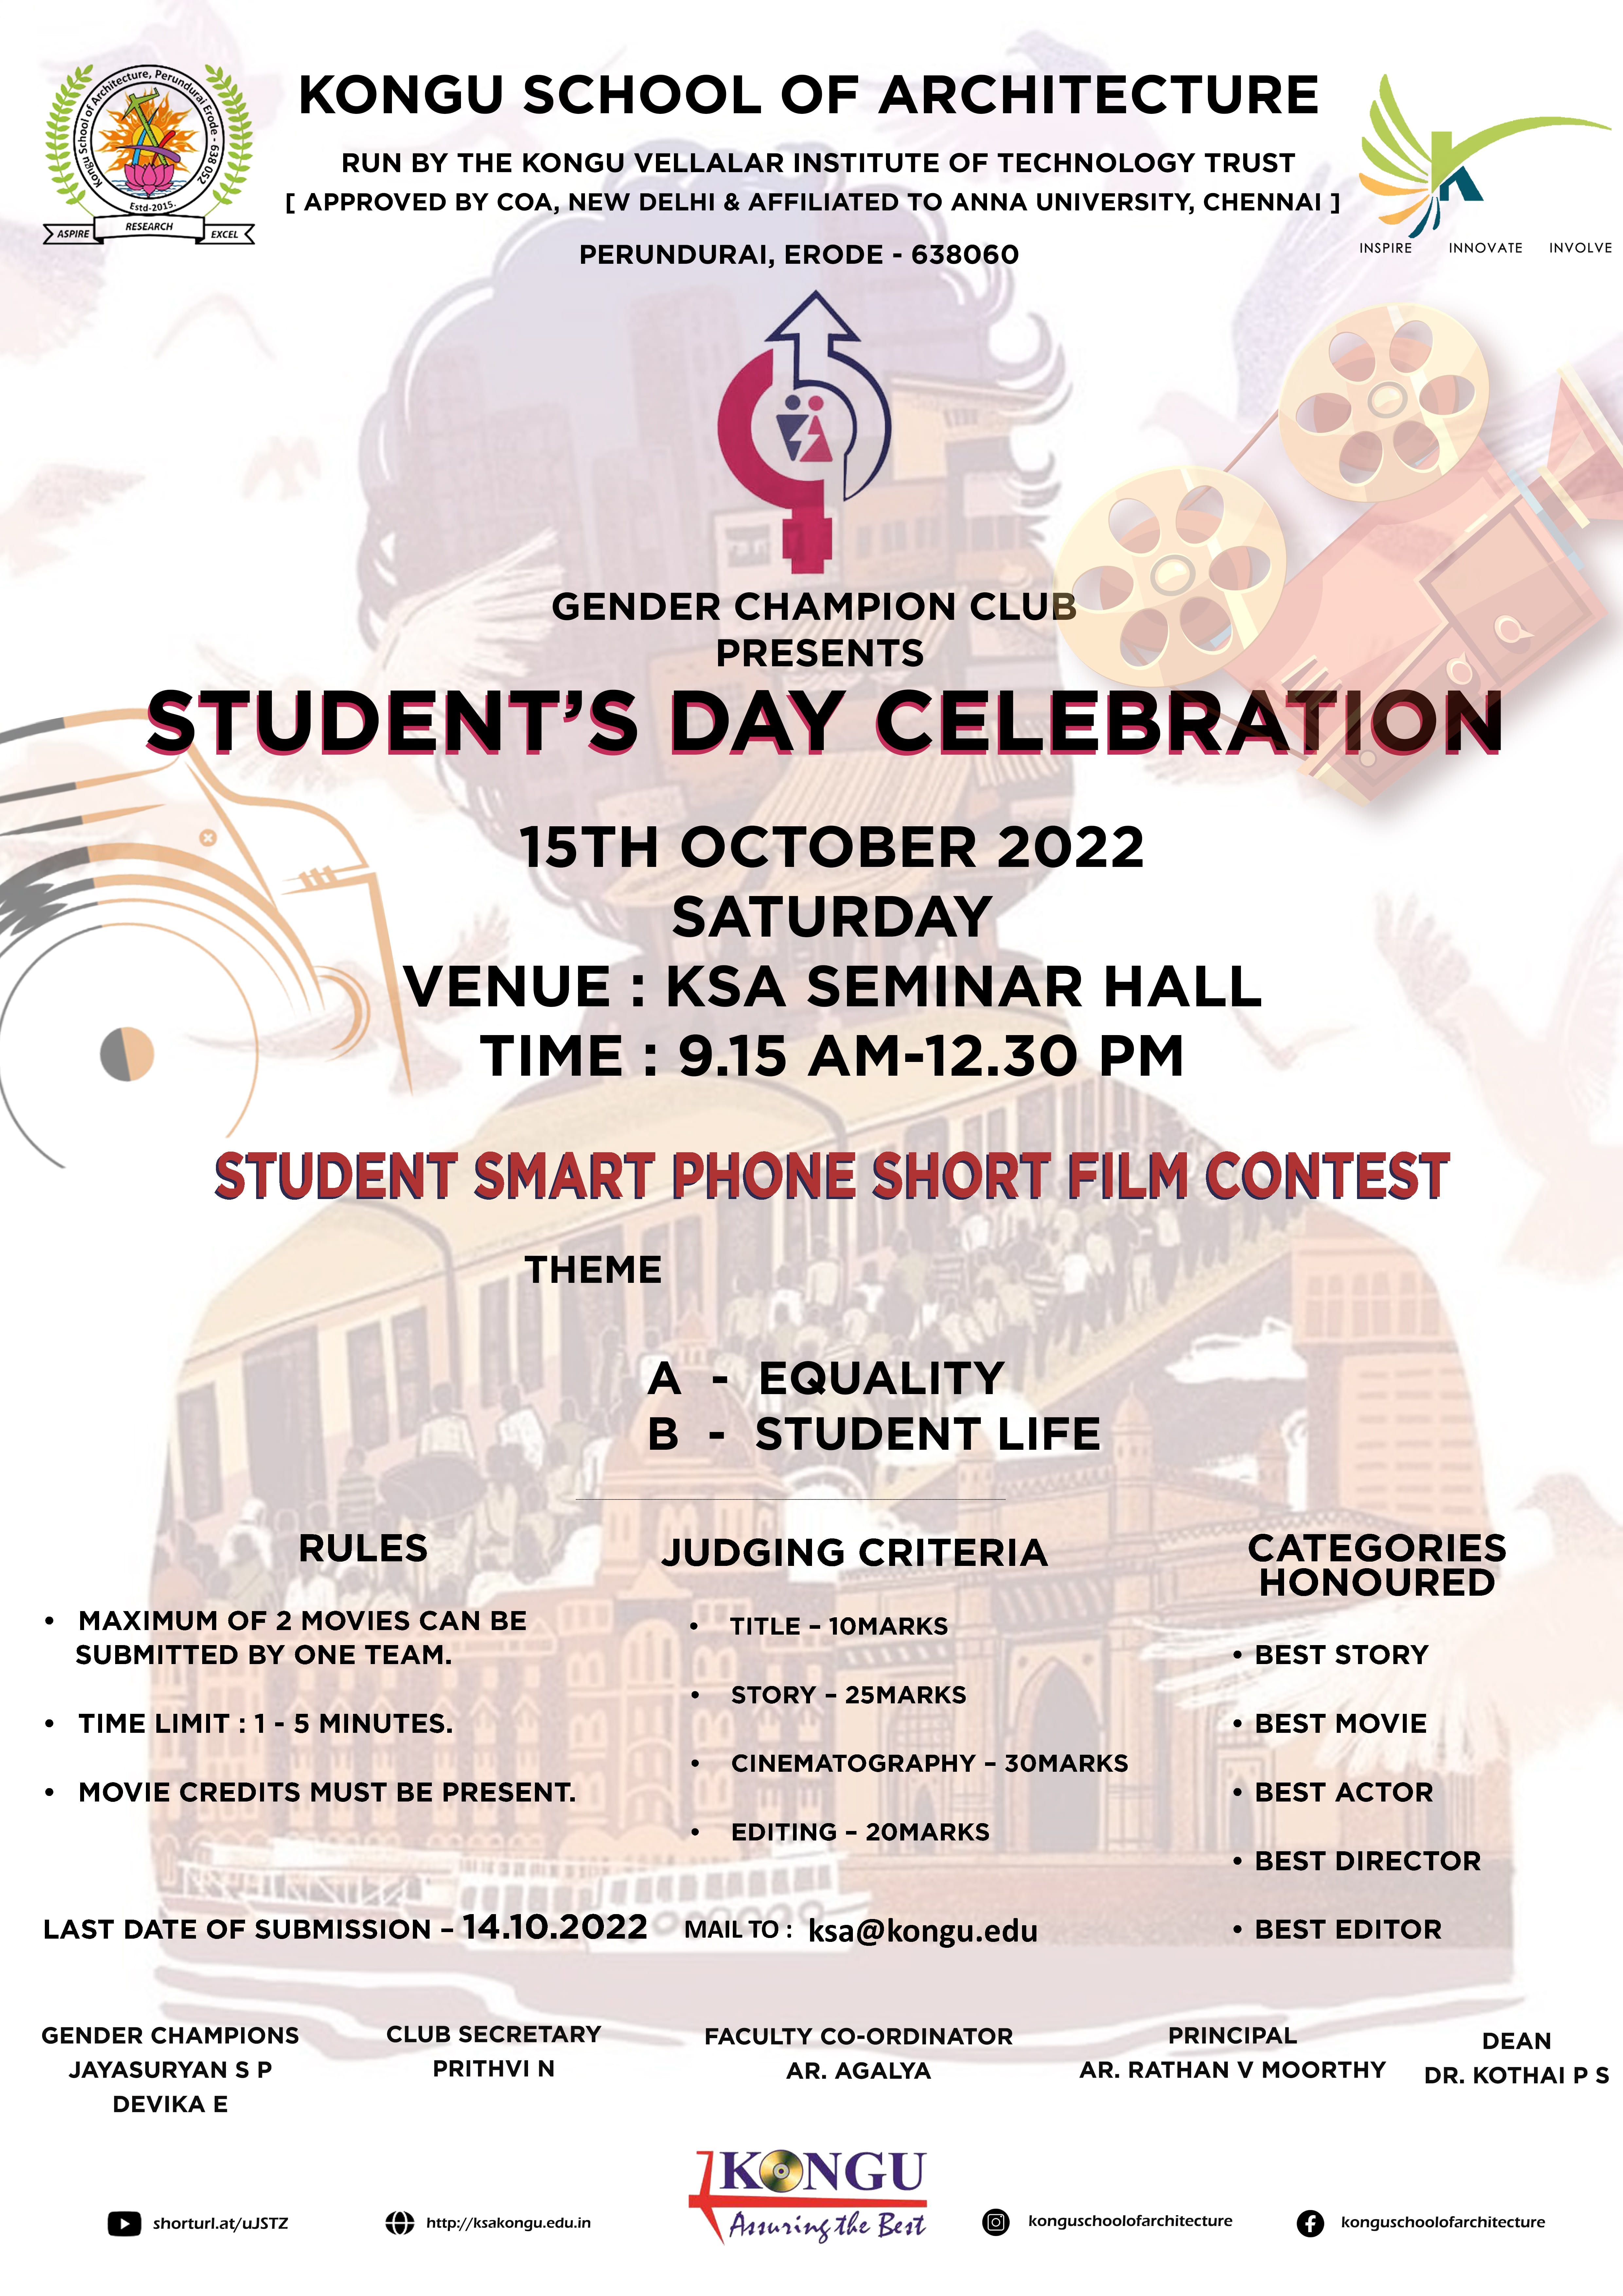 KONGU SCHOOL OF ARCHITECTURE
RUN BY THE KONGU VELLALAR INSTITUTE OF TECHNOLOGY TRUST
[ APPROVED BY COA, NEW DELHI & AFFILIATED TO ANNA UNIVERSITY, CHENNAI ]
PERUNDURAI, ERODE - 638060
Kongu School of Architecture, Perundurai Erode - 638 052
Estd-2015.
ASPIRE RESEARCH EXCEL
K
INSPIRE INNOVATE INVOLVE
GENDER CHAMPION CLUB
PRESENTS
STUDENT’S DAY CELEBRATION
15TH OCTOBER 2022
SATURDAY
VENUE : KSA SEMINAR HALL
TIME : 9.15 AM-12.30 PM
STUDENT SMART PHONE SHORT FILM CONTEST
THEME
A - EQUALITY
B - STUDENT LIFE
RULES
• MAXIMUM OF 2 MOVIES CAN BE
SUBMITTED BY ONE TEAM.
• TIME LIMIT : 1 - 5 MINUTES.
• MOVIE CREDITS MUST BE PRESENT.
JUDGING CRITERIA
• TITLE – 10MARKS
• STORY – 25MARKS
• CINEMATOGRAPHY – 30MARKS
• EDITING – 20MARKS
CATEGORIES
HONOURED
• BEST STORY
• BEST MOVIE
• BEST ACTOR
• BEST DIRECTOR
• BEST EDITOR
LAST DATE OF SUBMISSION – 14.10.2022 MAIL TO : ksa@kongu.edu
GENDER CHAMPIONS
JAYASURYAN S P
DEVIKA E
CLUB SECRETARY
PRITHVI N
FACULTY CO-ORDINATOR
AR. AGALYA
PRINCIPAL
AR. RATHAN V MOORTHY
DEAN
DR. KOTHAI P S
shorturl.at/uJSTZ
http://ksakongu.edu.in
KONGU
Assuring the Best
konguschoolofarchitecture
konguschoolofarchitecture